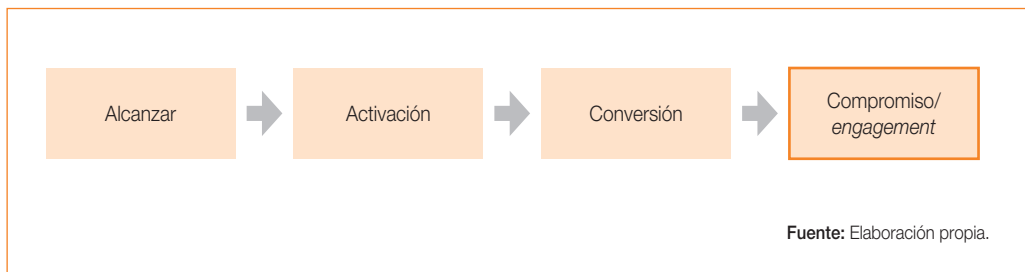 Alcanzar
Activación
Conversión
Compromiso/
engagement
Fuente: Elaboración propia.